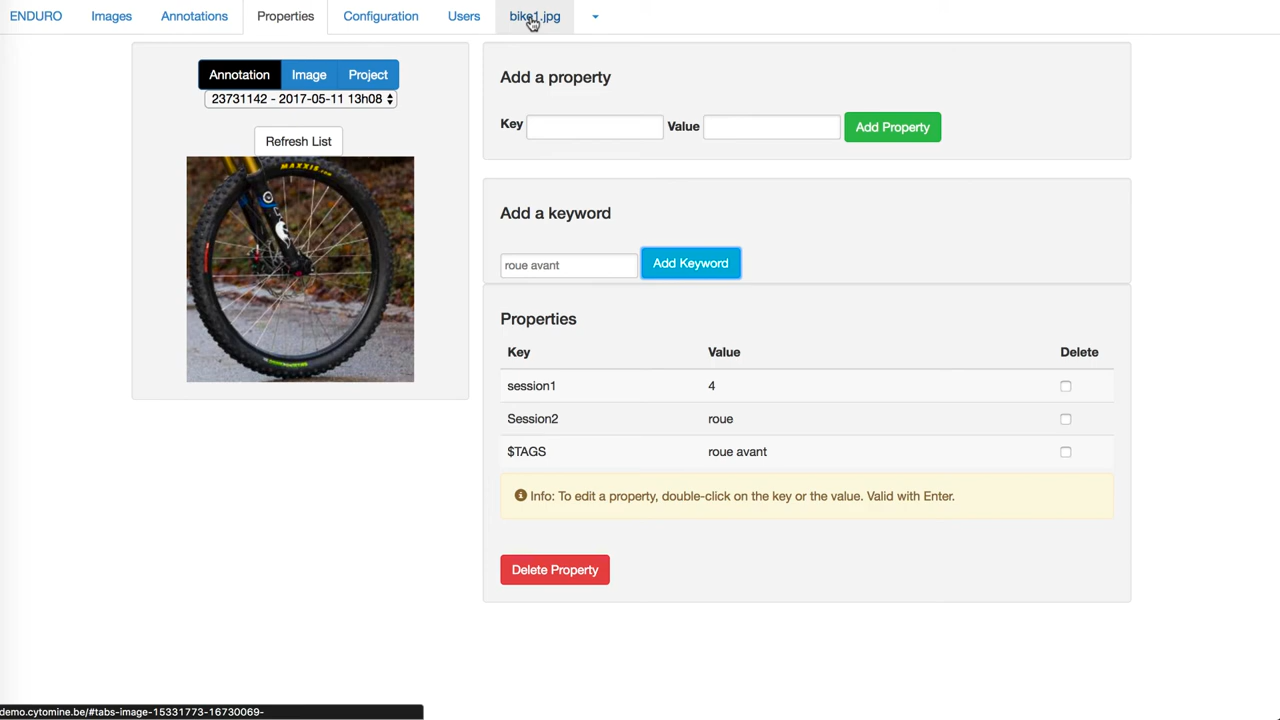 ENDURO Images Annotations Properties Configuration Users bike1.jpg
Annotation Image Project
23731142 - 2017-05-11 13h08
Refresh List
MAXXIS.com
Add a property
Key Value Add Property
Add a keyword
roue avant Add Keyword
Properties
Key Value Delete
session1 4
Session2 roue
$TAGS roue avant
Info: To edit a property, double-click on the key or the value. Valid with Enter.
Delete Property
demo.cytomine.be/#tabs-image-15331773-16730069-